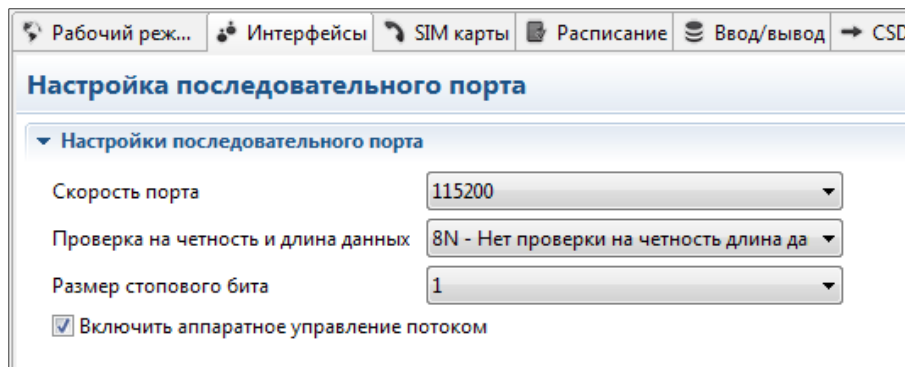 Рабочий реж... Интерфейсы SIM карты Расписание Ввод/вывод CSD
Настройка последовательного порта
Настройки последовательного порта
Скорость порта 115200
Проверка на четность и длина данных 8N - Нет проверки на четность длина да
Размер стопового бита 1
Включить аппаратное управление потоком